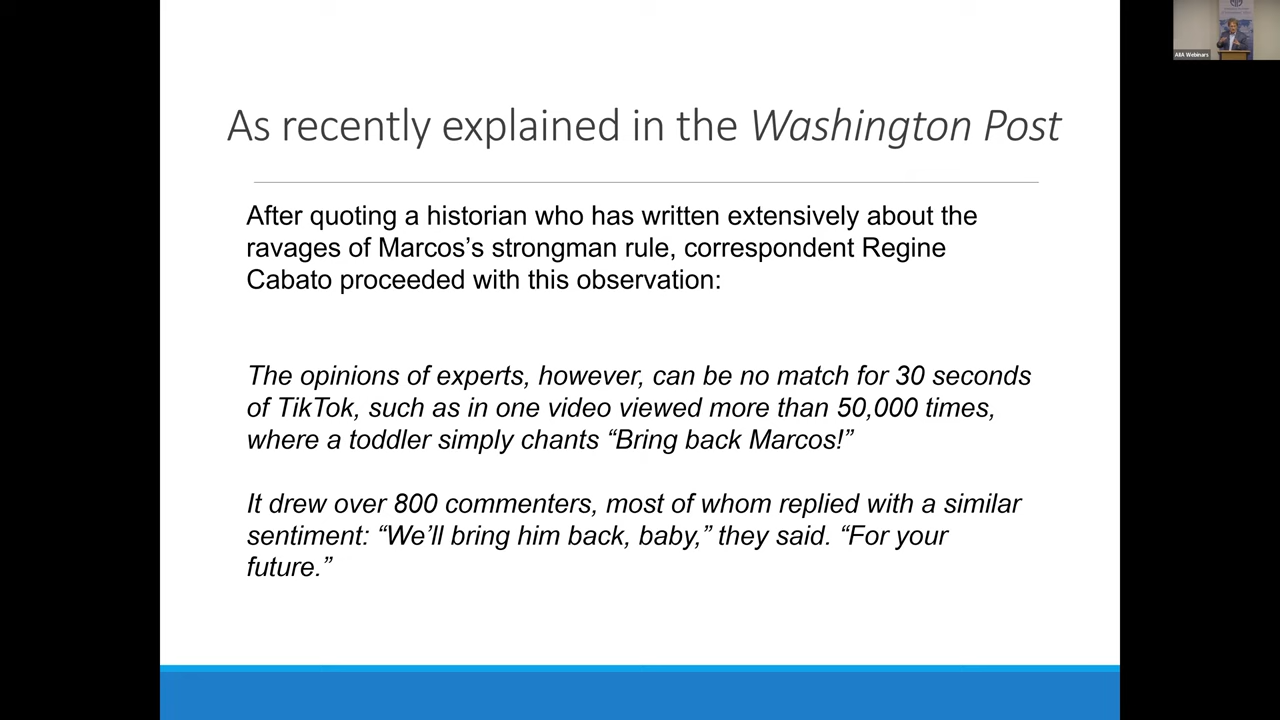 As recently explained in the Washington Post
After quoting a historian who has written extensively about the
ravages of Marcos’s strongman rule, correspondent Regine
Cabato proceeded with this observation:
The opinions of experts, however, can be no match for 30 seconds
of TikTok, such as in one video viewed more than 50,000 times,
where a toddler simply chants “Bring back Marcos!”
It drew over 800 commenters, most of whom replied with a similar
sentiment: “We’ll bring him back, baby,” they said. “For your
future.”
AIIA Webinars